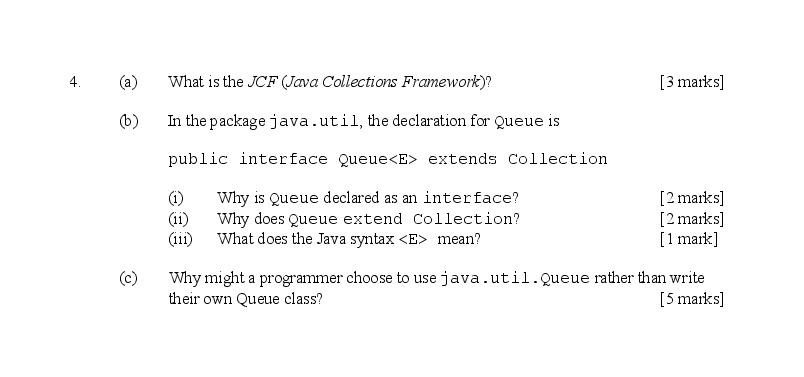 4. (a) What is the JCF (Java Collections Framework)? [3 marks]
(b) In the package java.util, the declaration for Queue is
public interface Queue<E> extends Collection
(i) Why is Queue declared as an interface? [2 marks]
(ii) Why does Queue extend Collection? [2 marks]
(iii) What does the Java syntax <E> mean? [1 mark]
(c) Why might a programmer choose to use java.util.Queue rather than write
their own Queue class? [5 marks]